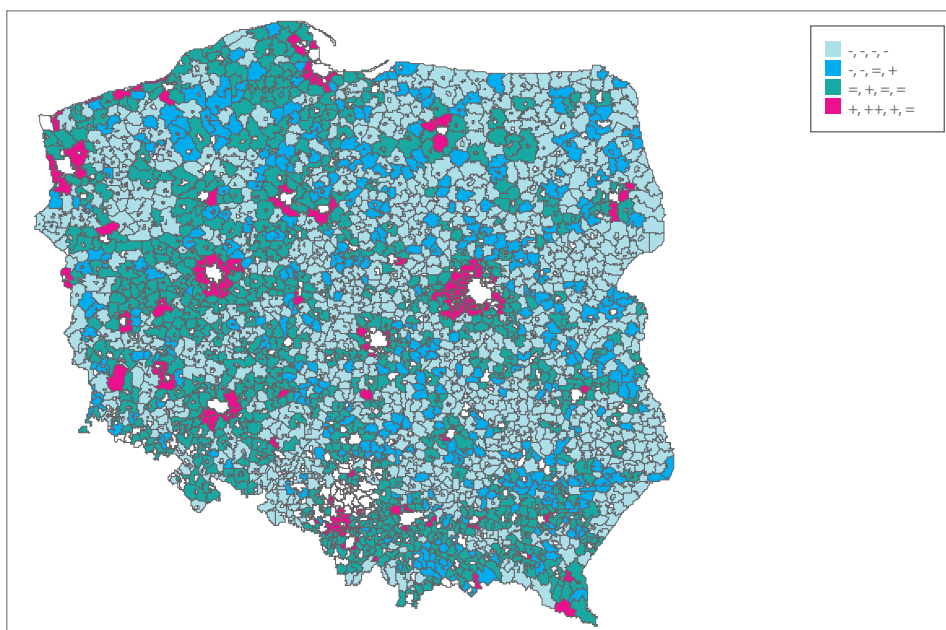 -, -, -, -
-, -, =, +
=, +, =, =
+, ++, +, =